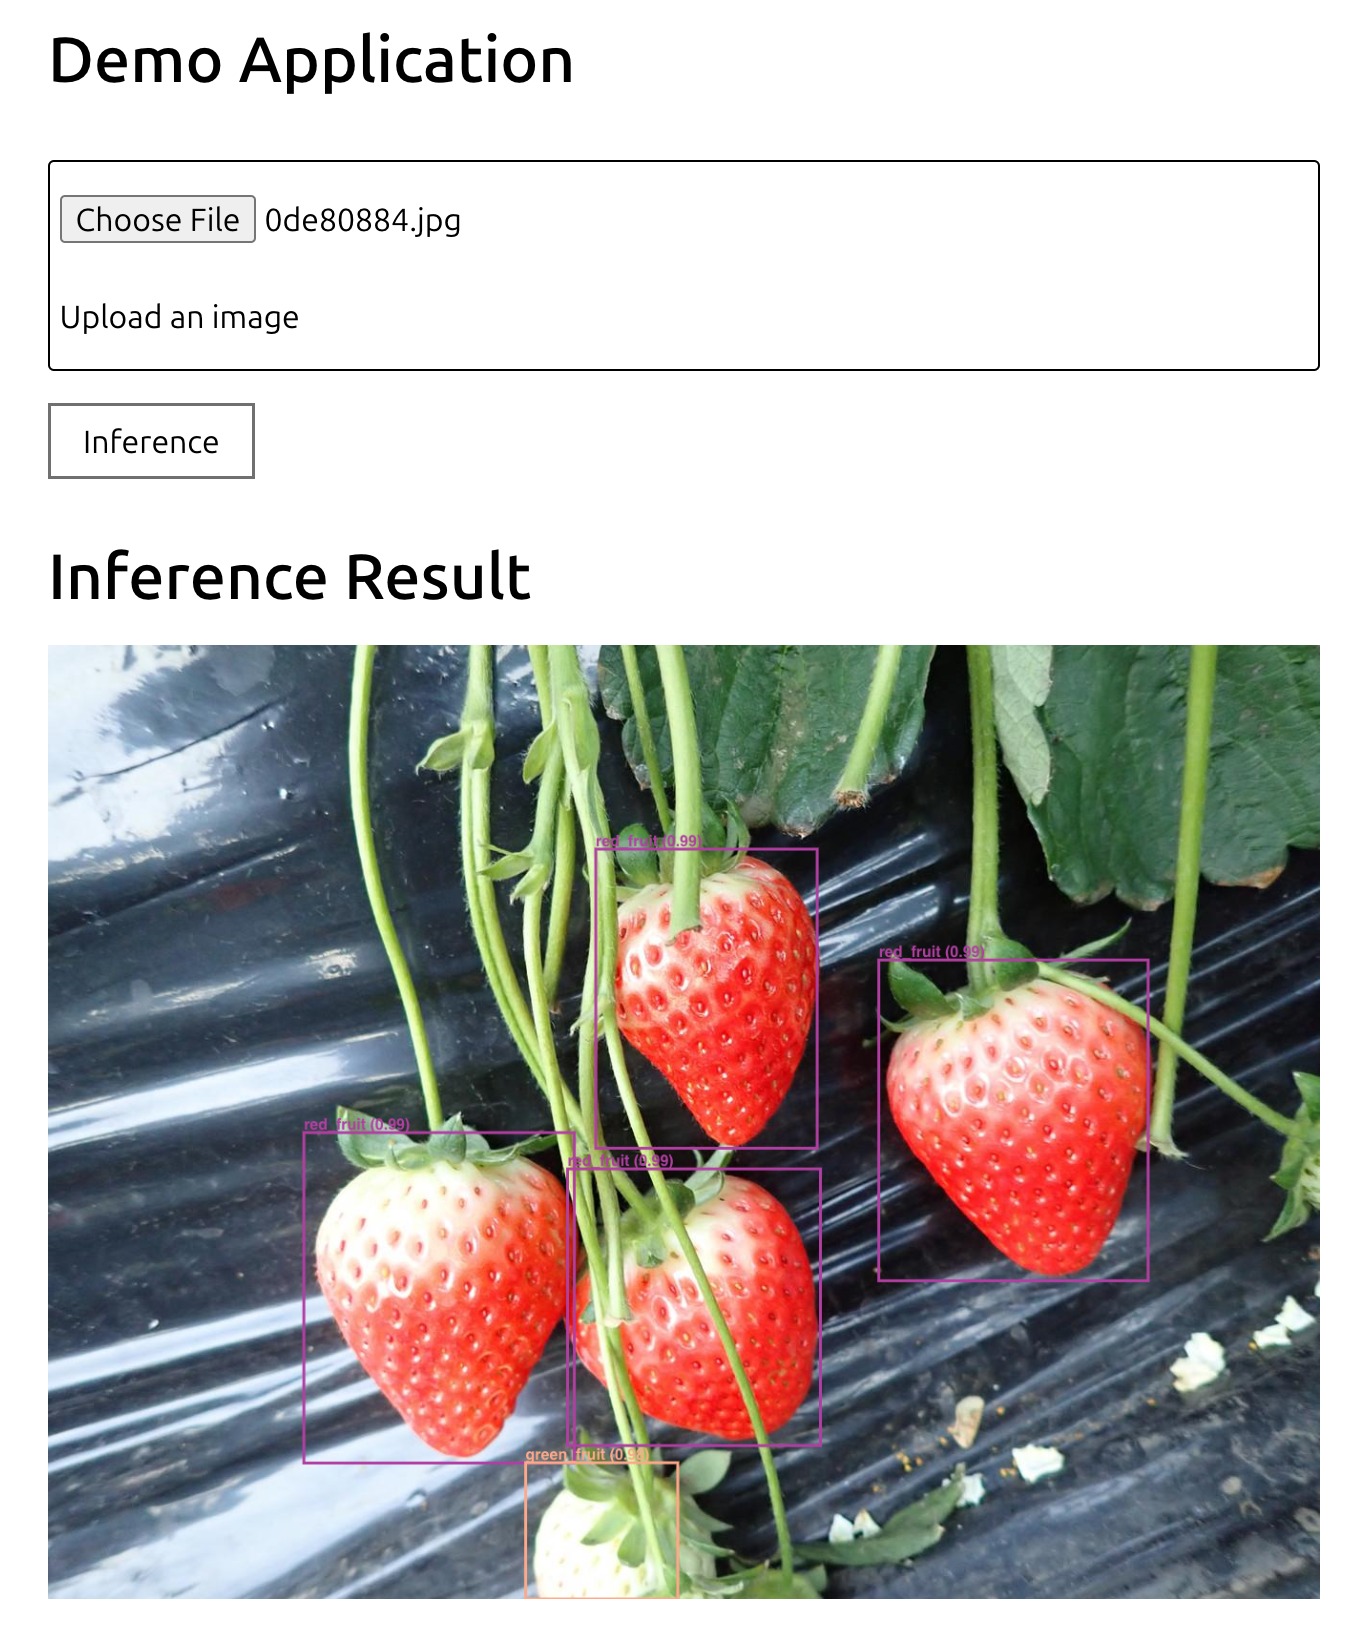 Demo Application
Choose File 0de80884.jpg
Upload an image
Inference
Inference Result
red_fruit (0.99)
red_fruit (0.99)
red_fruit (0.99)
red_fruit (0.99)
green_fruit (0.98)